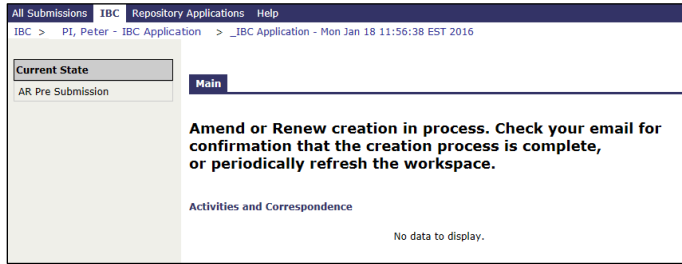 All Submissions IBC Repository Applications Help
IBC > PI, Peter - IBC Application > _IBC Application - Mon Jan 18 11:56:38 EST 2016
Current State
AR Pre Submission
Main
Amend or Renew creation in process. Check your email for
confirmation that the creation process is complete,
or periodically refresh the workspace.
Activities and Correspondence
No data to display.